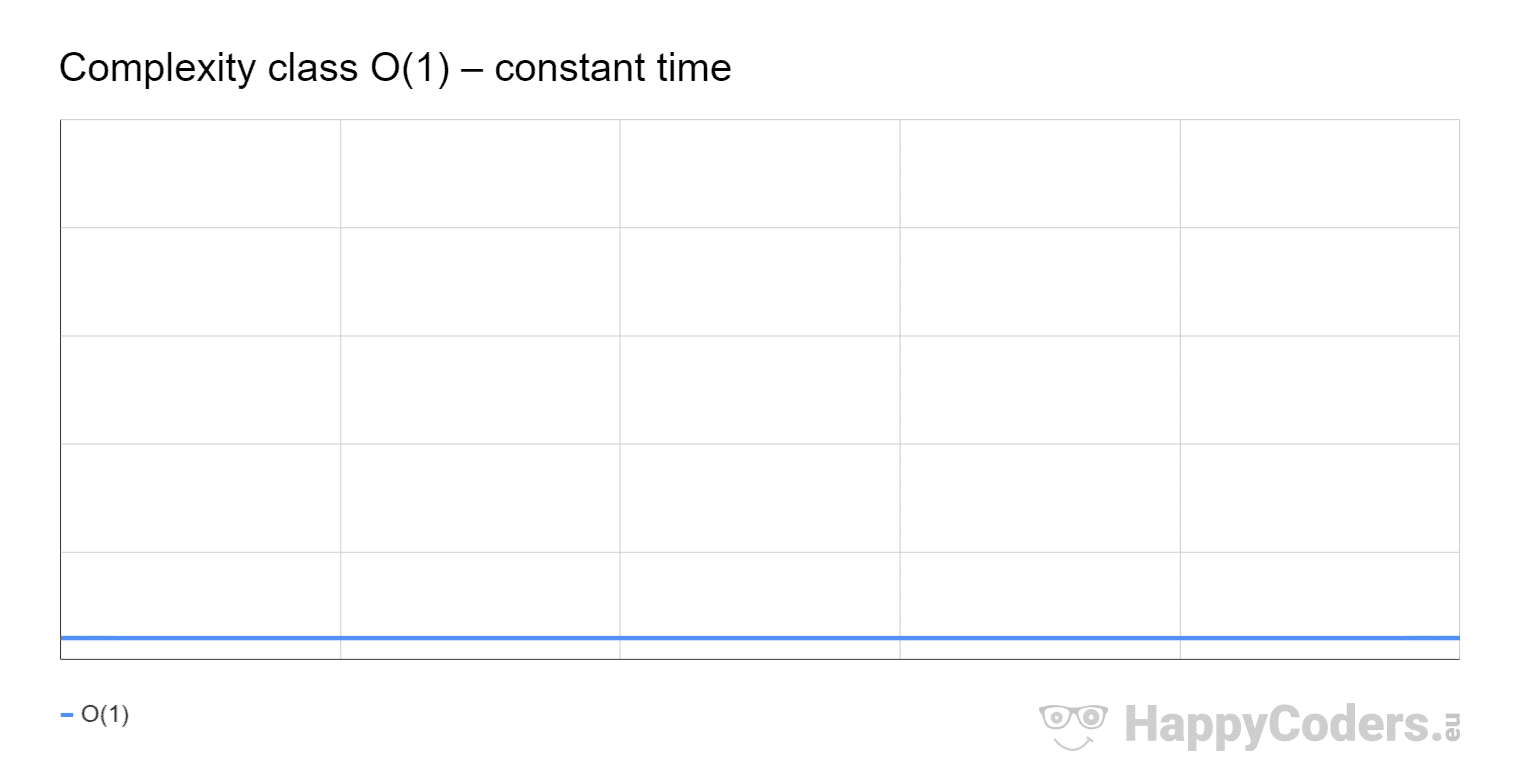 Complexity class O(1) – constant time
O(1)
HappyCoders.eu